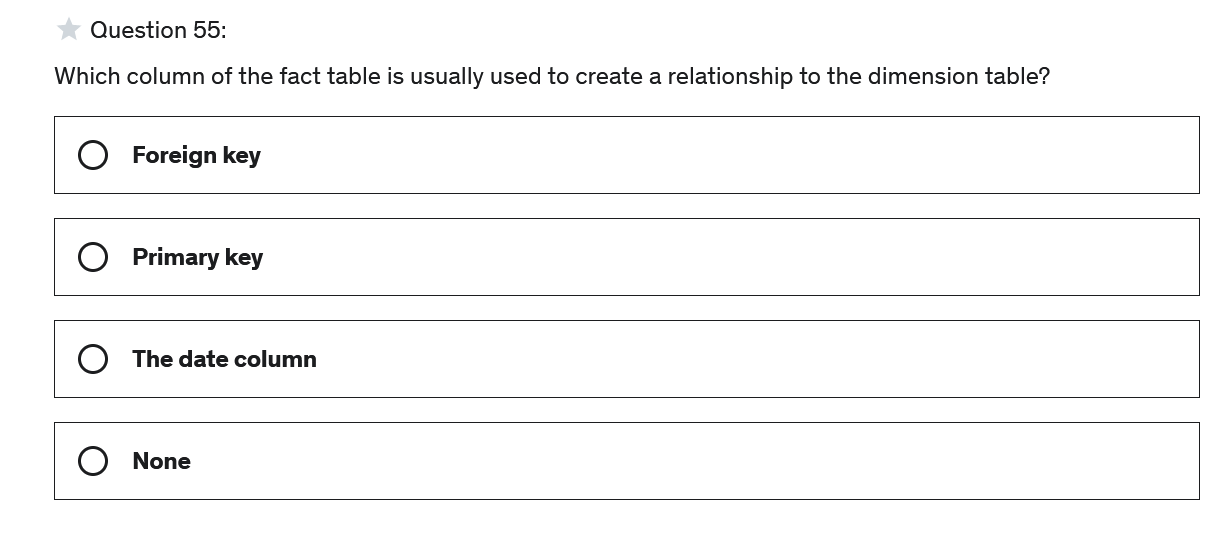 Question 55:
Which column of the fact table is usually used to create a relationship to the dimension table?
Foreign key
Primary key
The date column
None